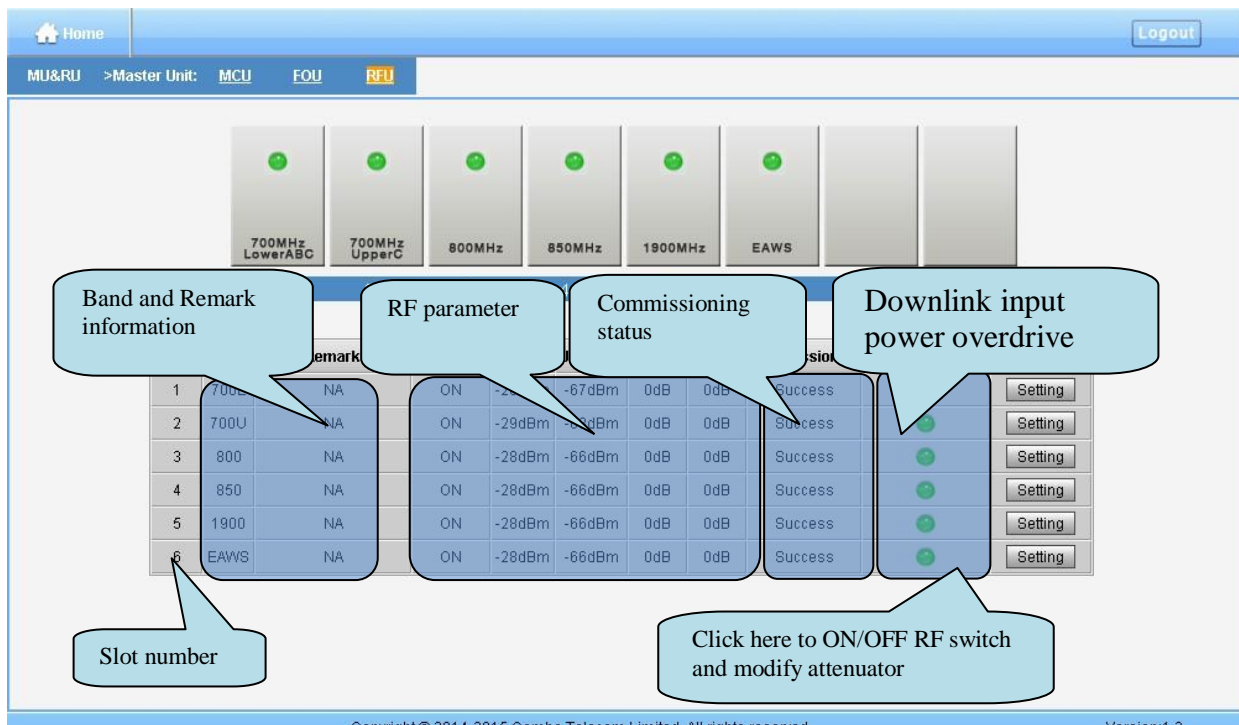 Home
Logout
MU&RU >Master Unit: MCU FOU RFU
700MHz LowerABC
700MHz UpperC
800MHz
850MHz
1900MHz
EAWS
Band and Remark
information
RF parameter
Commissioning
status
Downlink input
power overdrive
1 NA ON 0dB 0dB -67dBm Success Setting
2 700U NA ON -29dBm 0dB 0dB Success Setting
3 800 NA ON -28dBm -66dBm 0dB 0dB Success Setting
4 850 NA ON -28dBm -66dBm 0dB 0dB Success Setting
5 1900 NA ON -28dBm -66dBm 0dB 0dB Success Setting
6 EAWS NA ON -28dBm -66dBm 0dB 0dB Success Setting
Slot number
Click here to ON/OFF RF switch
and modify attenuator